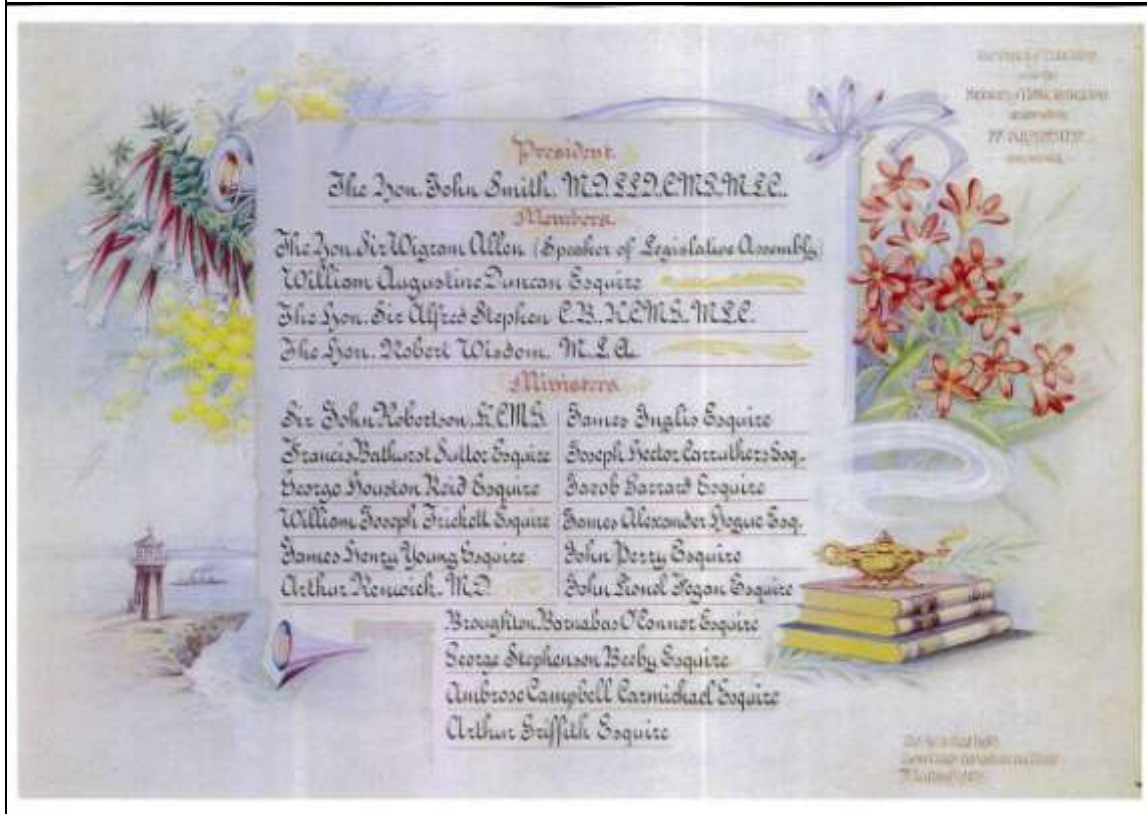 President.
The Hon. John Smith. M.D. LL.D. C.M.G. M.L.C.
Members.
The Hon. Sir Wigram Allen (Speaker of Legislative Assembly)
William Augustine Duncan Esquire
The Hon. Sir Alfred Stephen C.B., K.C.M.G., M.L.C.
The Hon. Robert Wisdom. M.L.A.
Ministers
Sir John Robertson. K.C.M.G.
Francis Bathurst Suttor Esquire
George Houston Reid Esquire
William Joseph Trickett Esquire
James Henry Young Esquire
Arthur Renwick. M.D.
James Inglis Esquire
Joseph Hector Carruthers Esq.
Jacob Garrard Esquire
James Alexander Hogue Esq.
John Perry Esquire
John Lionel Fegan Esquire
Broughton Barnabas O'Connor Esquire
George Stephenson Beeby Esquire
Ambrose Campbell Carmichael Esquire
Arthur Griffith Esquire